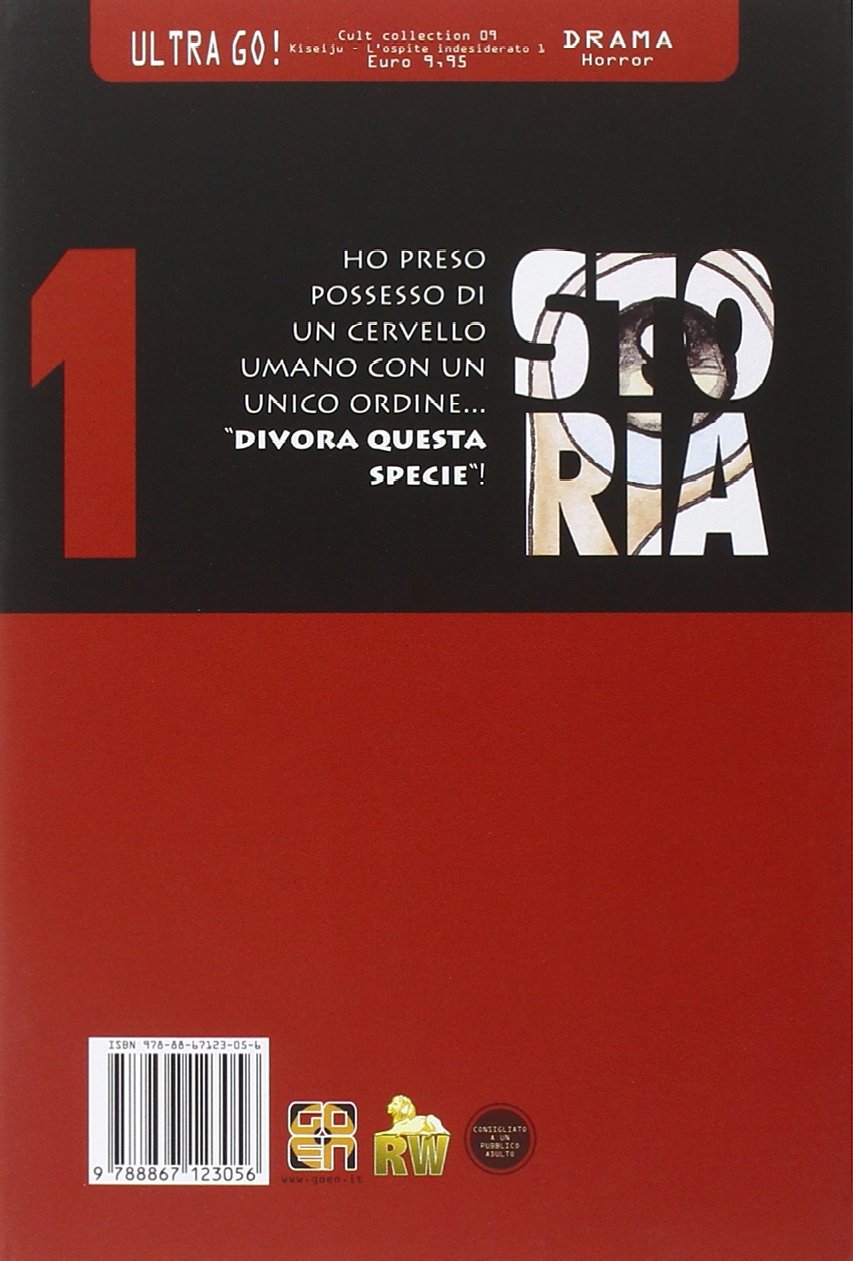 ULTRA GO!
Cult collection 09
Kiseiju - L'ospite indesiderato 1
Euro 9,95
DRAMA
Horror
1
HO PRESO
POSSESSO DI
UN CERVELLO
UMANO CON UN
UNICO ORDINE...
"DIVORA QUESTA
SPECIE"!
STO
RIA
ISBN 978-88-67123-05-6
9 788867 123056
GOEN
www.goen.it
RW
CONSIGLIATO
A UN
PUBBLICO
ADULTO